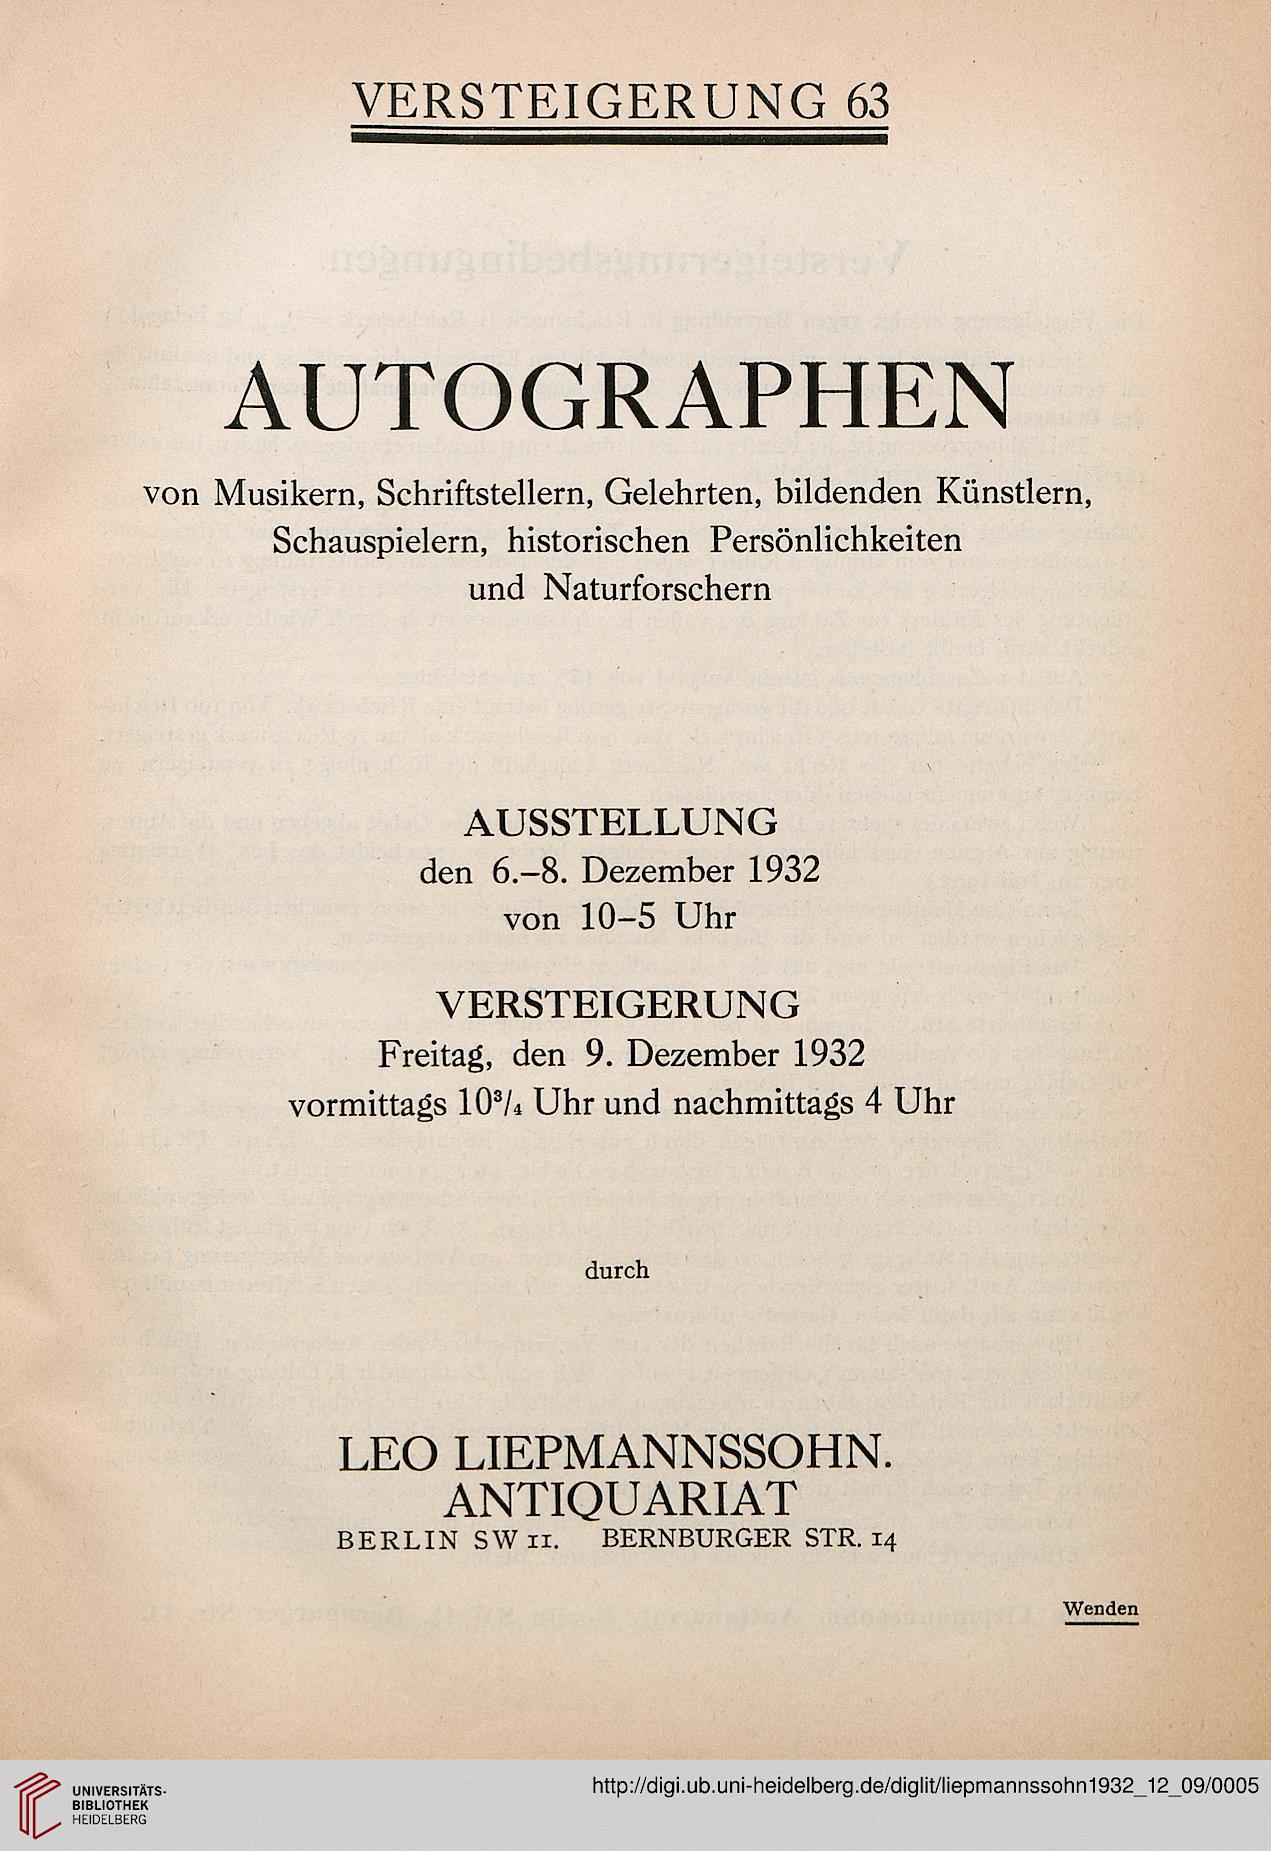 VERSTEIGERUNG 63
AUTOGRAPHEN
von Musikern, Schriftstellern, Gelehrten, bildenden Künstlern,
Schauspielern, historischen Persönlichkeiten
und Naturforschern
AUSSTELLUNG
den 6.–8. Dezember 1932
von 10–5 Uhr
VERSTEIGERUNG
Freitag, den 9. Dezember 1932
vormittags 10³/₄ Uhr und nachmittags 4 Uhr
durch
LEO LIEPMANNSSOHN.
ANTIQUARIAT
BERLIN SW 11. BERNBURGER STR. 14
Wenden
UNIVERSITÄTS-
BIBLIOTHEK
HEIDELBERG
http://digi.ub.uni-heidelberg.de/diglit/liepmannssohn1932_12_09/0005